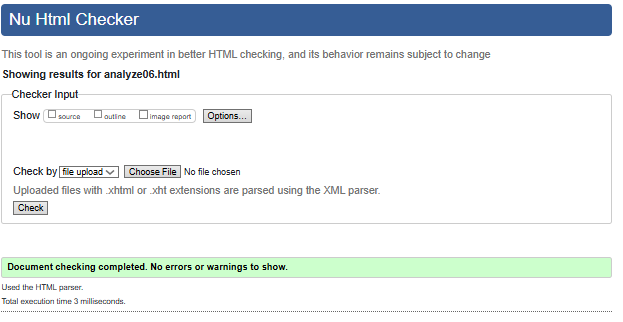 Nu Html Checker
This tool is an ongoing experiment in better HTML checking, and its behavior remains subject to change
Showing results for analyze06.html
Checker Input
Show source outline image report Options...
Check by file upload Choose File No file chosen
Uploaded files with .xhtml or .xht extensions are parsed using the XML parser.
Check
Document checking completed. No errors or warnings to show.
Used the HTML parser.
Total execution time 3 milliseconds.